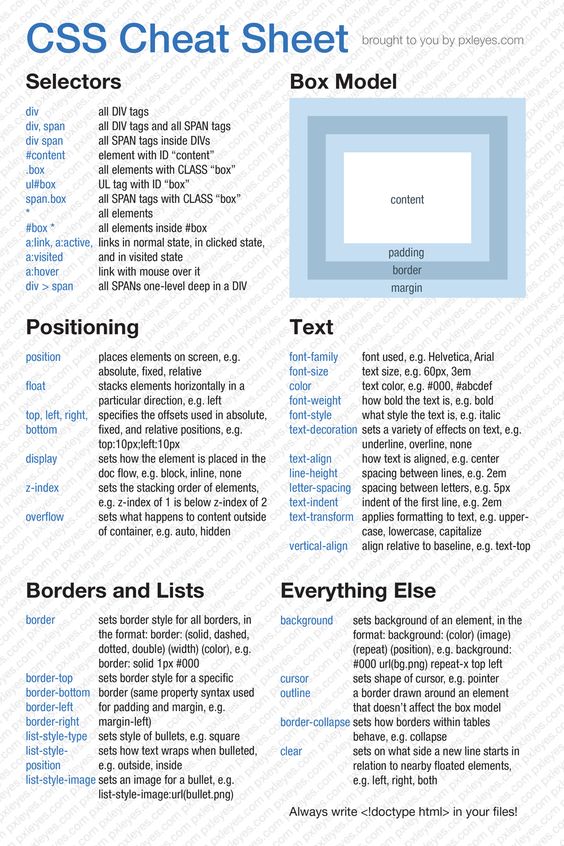 CSS Cheat Sheet brought to you by pxleyes.com
Selectors
div all DIV tags
div, span all DIV tags and all SPAN tags
div span all SPAN tags inside DIVs
#content element with ID “content”
.box all elements with CLASS “box”
ul#box UL tag with ID “box”
span.box all SPAN tags with CLASS “box”
* all elements
#box * all elements inside #box
a:link, a:active, links in normal state, in clicked state,
a:visited and in visited state
a:hover link with mouse over it
div > span all SPANs one-level deep in a DIV
Box Model
content
padding
border
margin
Positioning
position places elements on screen, e.g.
absolute, fixed, relative
float stacks elements horizontally in a
particular direction, e.g. left
top, left, right, specifies the offsets used in absolute,
bottom fixed, and relative positions, e.g.
top:10px;left:10px
display sets how the element is placed in the
doc flow, e.g. block, inline, none
z-index sets the stacking order of elements,
e.g. z-index of 1 is below z-index of 2
overflow sets what happens to content outside
of container, e.g. auto, hidden
Text
font-family font used, e.g. Helvetica, Arial
font-size text size, e.g. 60px, 3em
color text color, e.g. #000, #abcdef
font-weight how bold the text is, e.g. bold
font-style what style the text is, e.g. italic
text-decoration sets a variety of effects on text, e.g.
underline, overline, none
text-align how text is aligned, e.g. center
line-height spacing between lines, e.g. 2em
letter-spacing spacing between letters, e.g. 5px
text-indent indent of the first line, e.g. 2em
text-transform applies formatting to text, e.g. upper-
case, lowercase, capitalize
vertical-align align relative to baseline, e.g. text-top
Borders and Lists
border sets border style for all borders, in
the format: border: (solid, dashed,
dotted, double) (width) (color), e.g.
border: solid 1px #000
border-top sets border style for a specific
border-bottom border (same property syntax used
border-left for padding and margin, e.g.
border-right margin-left)
list-style-type sets style of bullets, e.g. square
list-style- sets how text wraps when bulleted,
position e.g. outside, inside
list-style-image sets an image for a bullet, e.g.
list-style-image:url(bullet.png)
Everything Else
background sets background of an element, in the
format: background: (color) (image)
(repeat) (position), e.g. background:
#000 url(bg.png) repeat-x top left
cursor sets shape of cursor, e.g. pointer
outline a border drawn around an element
that doesn’t affect the box model
border-collapse sets how borders within tables
behave, e.g. collapse
clear sets on what side a new line starts in
relation to nearby floated elements,
e.g. left, right, both
Always write <!doctype html> in your files!